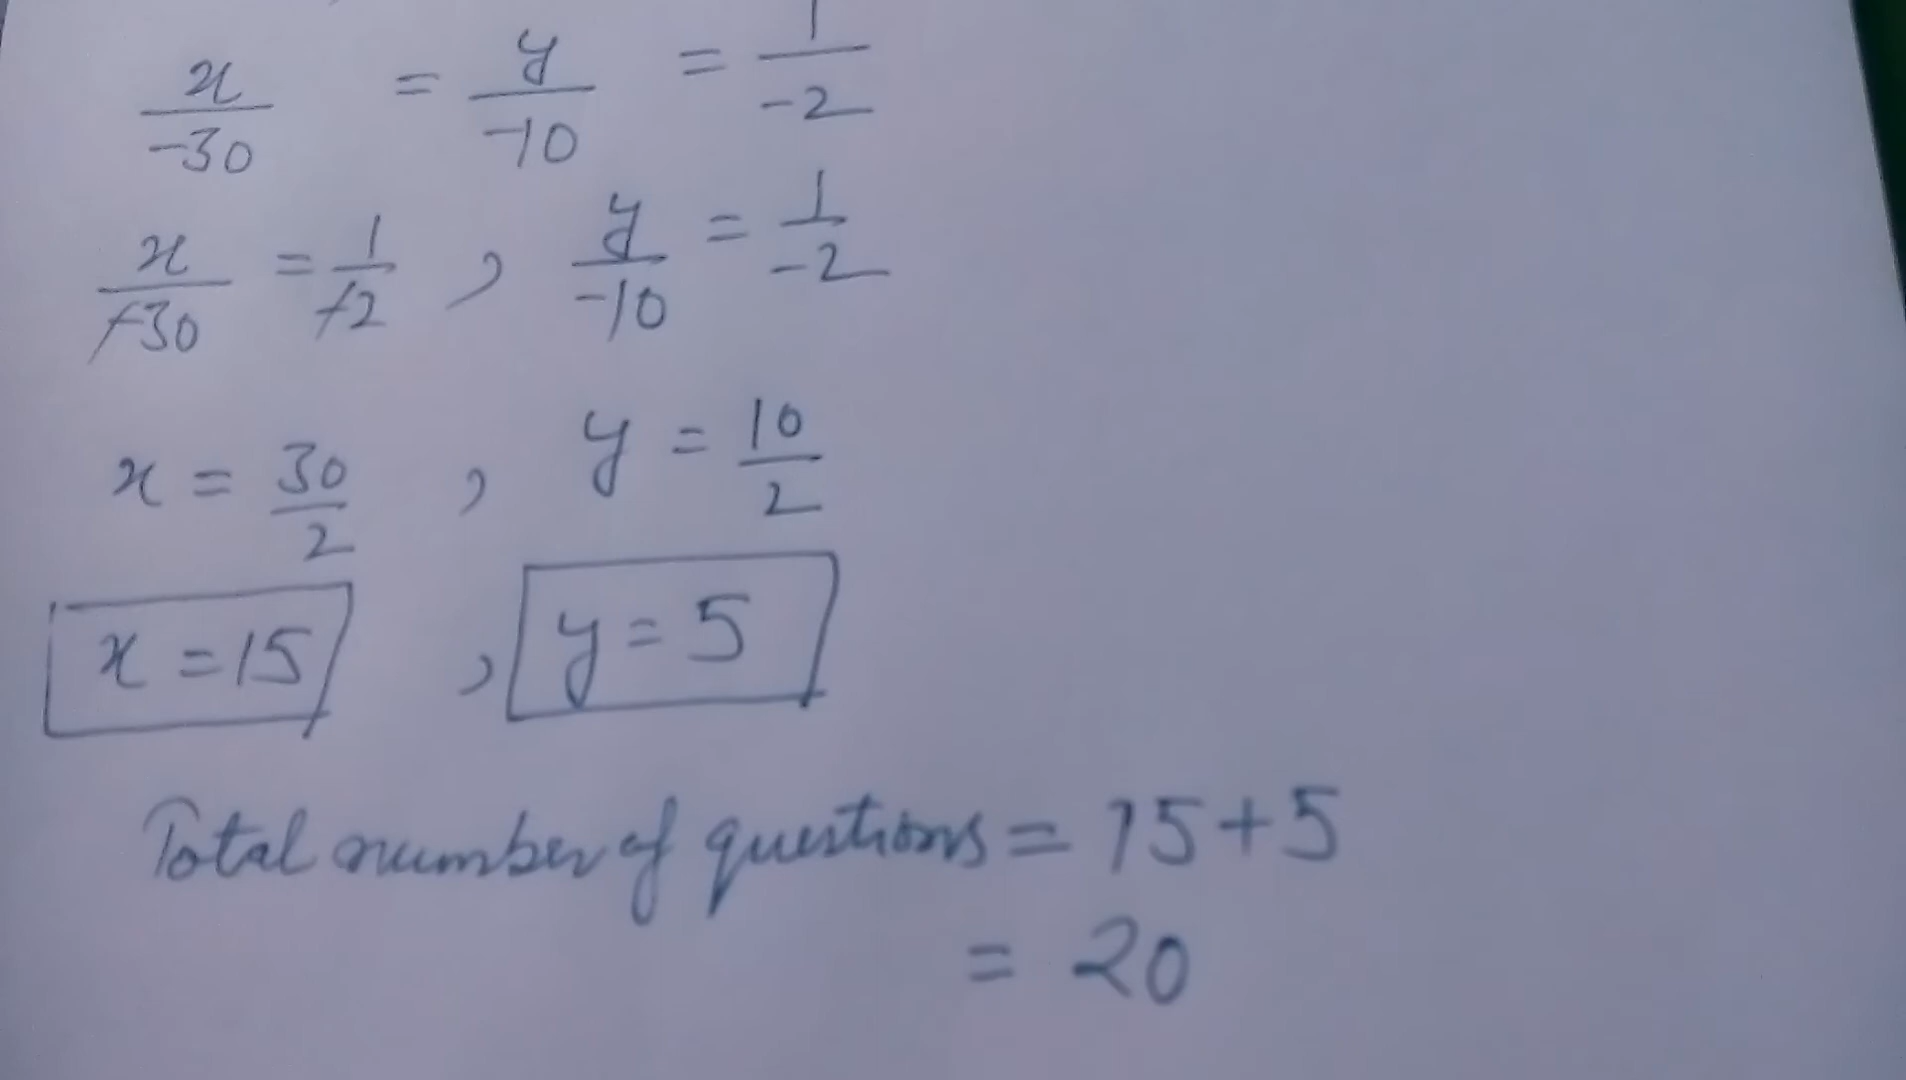 x/-30 = y/-10 = 1/-2
x/-30 = 1/-2 , y/-10 = 1/-2
x = 30/2 , y = 10/2
x = 15 , y = 5
Total number of questions = 15+5
= 20